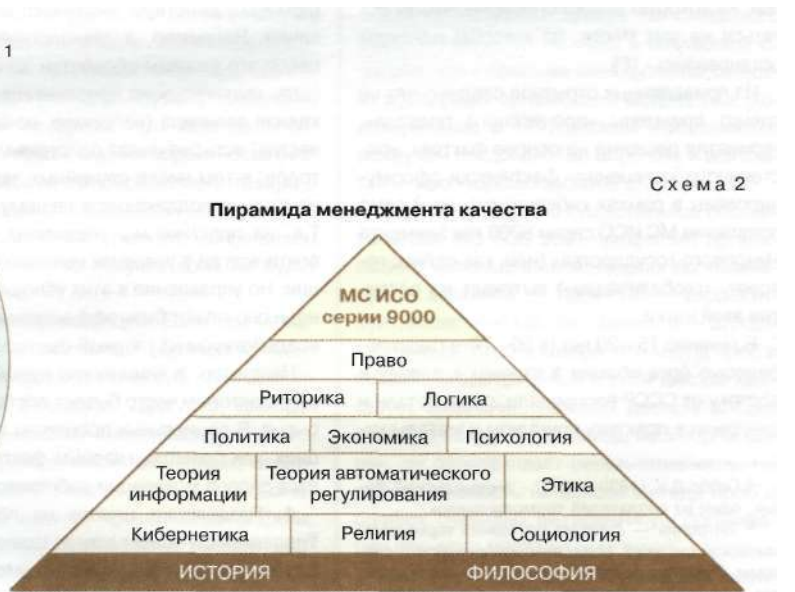 1
Схема 2
Пирамида менеджмента качества
МС ИСО
серии 9000
Право
Риторика Логика
Политика Экономика Психология
Теория информации Теория автоматического регулирования Этика
Кибернетика Религия Социология
ИСТОРИЯ ФИЛОСОФИЯ